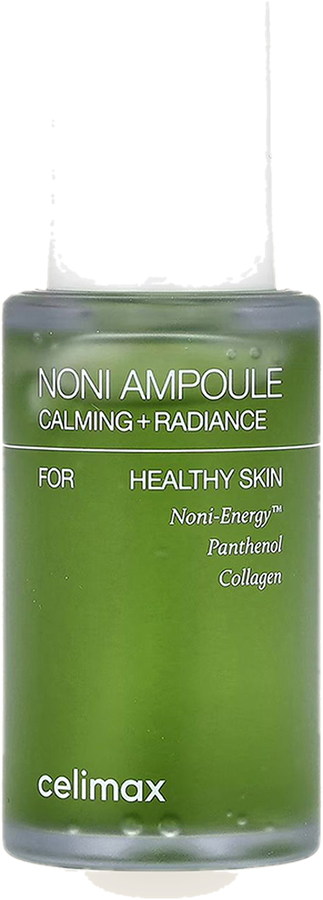 NONI AMPOULE
CALMING+RADIANCE
FOR HEALTHY SKIN
Noni-Energy™
Panthenol
Collagen
celimax